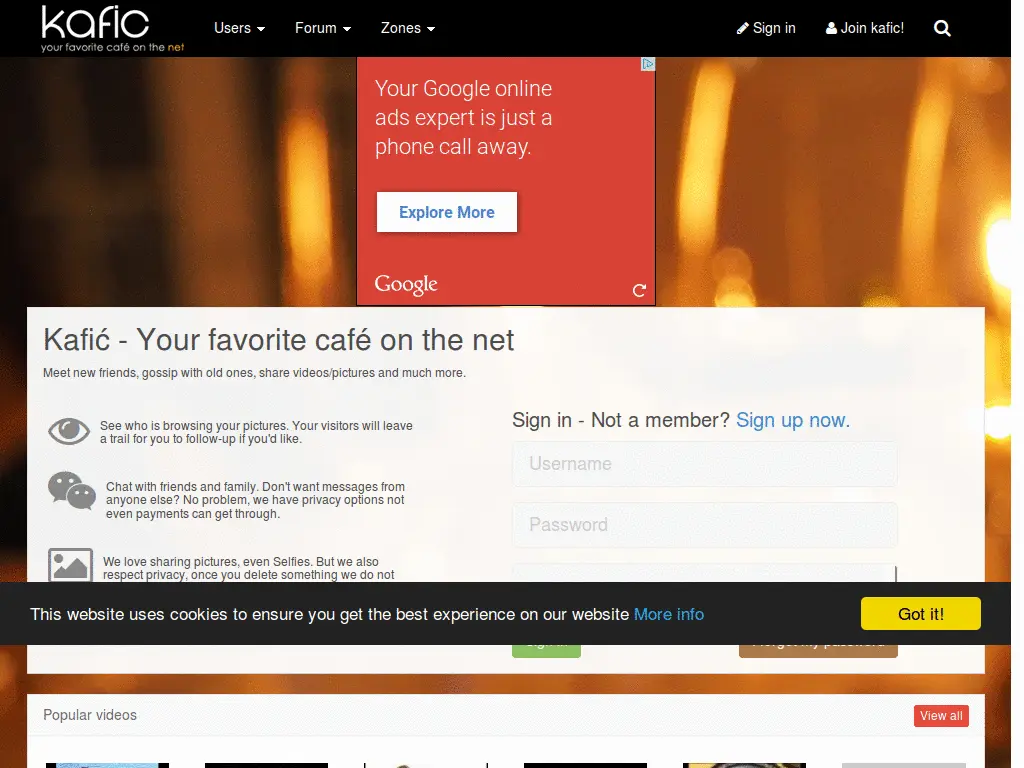 kafic
your favorite café on the net
Users
Forum
Zones
Sign in
Join kafic!
Your Google online
ads expert is just a
phone call away.
Explore More
Google
Kafić - Your favorite café on the net
Meet new friends, gossip with old ones, share videos/pictures and much more.
See who is browsing your pictures. Your visitors will leave
a trail for you to follow-up if you'd like.
Chat with friends and family. Don't want messages from
anyone else? No problem, we have privacy options not
even payments can get through.
We love sharing pictures, even Selfies. But we also
respect privacy, once you delete something we do not
Sign in - Not a member? Sign up now.
Username
Password
This website uses cookies to ensure you get the best experience on our website More info
Got it!
Popular videos
View all